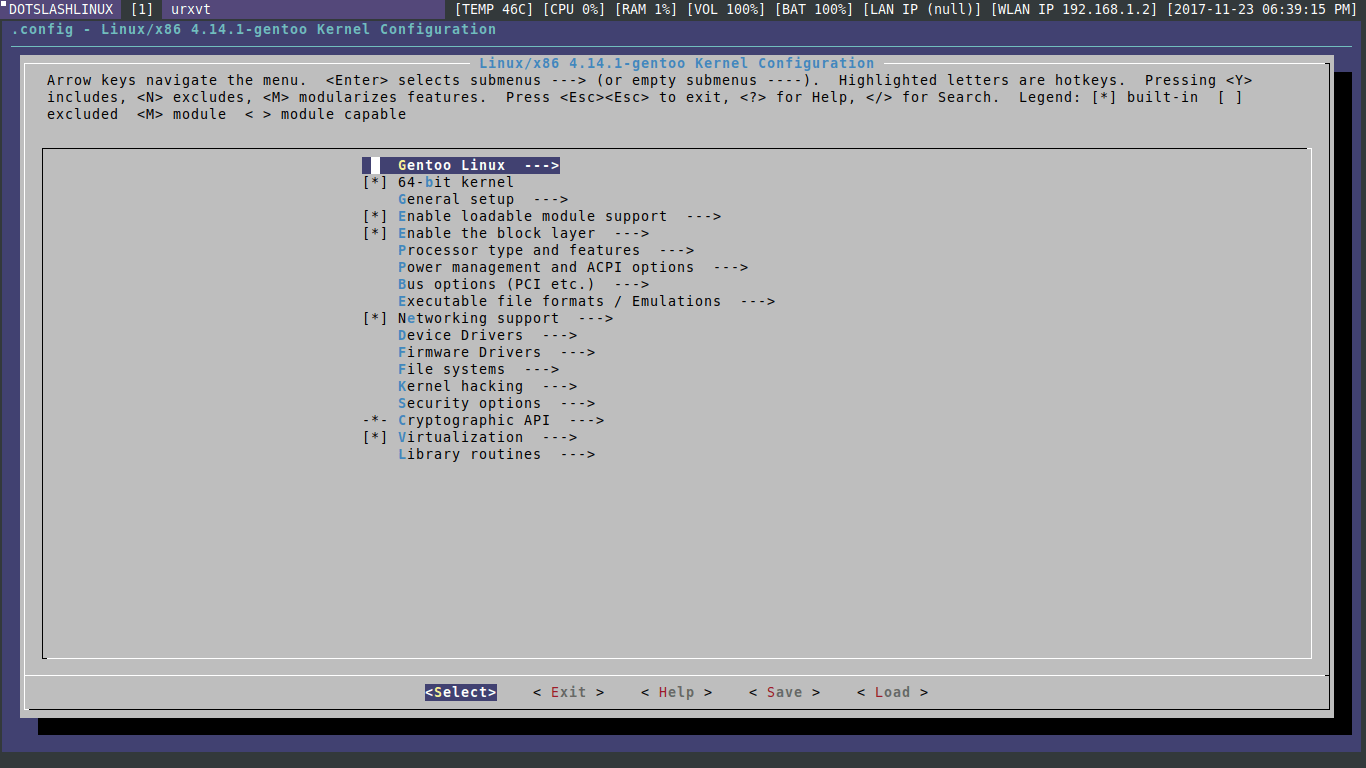 DOTSLASHLINUX [1] urxvt [TEMP 46C] [CPU 0%] [RAM 1%] [VOL 100%] [BAT 100%] [LAN IP (null)] [WLAN IP 192.168.1.2] [2017-11-23 06:39:15 PM]
.config - Linux/x86 4.14.1-gentoo Kernel Configuration
Linux/x86 4.14.1-gentoo Kernel Configuration
Arrow keys navigate the menu.  <Enter> selects submenus ---> (or empty submenus ----).  Highlighted letters are hotkeys.  Pressing <Y>
includes, <N> excludes, <M> modularizes features.  Press <Esc><Esc> to exit, <?> for Help, </> for Search.  Legend: [*] built-in  [ ]
excluded  <M> module  < > module capable
Gentoo Linux  --->
[*] 64-bit kernel
General setup  --->
[*] Enable loadable module support  --->
[*] Enable the block layer  --->
Processor type and features  --->
Power management and ACPI options  --->
Bus options (PCI etc.)  --->
Executable file formats / Emulations  --->
[*] Networking support  --->
Device Drivers  --->
Firmware Drivers  --->
File systems  --->
Kernel hacking  --->
Security options  --->
-*- Cryptographic API  --->
[*] Virtualization  --->
Library routines  --->
<Select>    < Exit >    < Help >    < Save >    < Load >